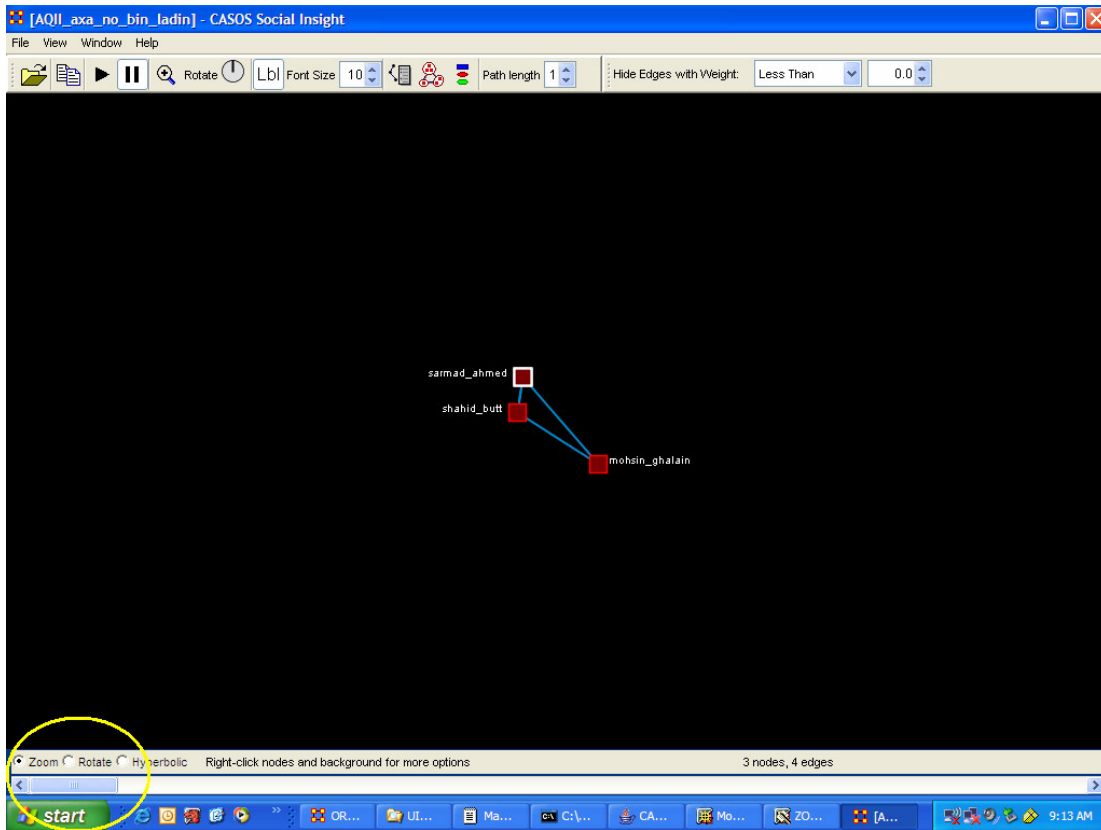 [AQII_axa_no_bin_ladin] - CASOS Social Insight
File View Window Help
Rotate Lbl Font Size 10 Path length 1 Hide Edges with Weight: Less Than 0.0
sarmad_ahmed
shahid_butt
mohsin_ghalain
Zoom Rotate Hyperbolic Right-click nodes and background for more options 3 nodes, 4 edges
start OR... UI... Ma... C:\... CA... Mo... ZO... [A... 9:13 AM